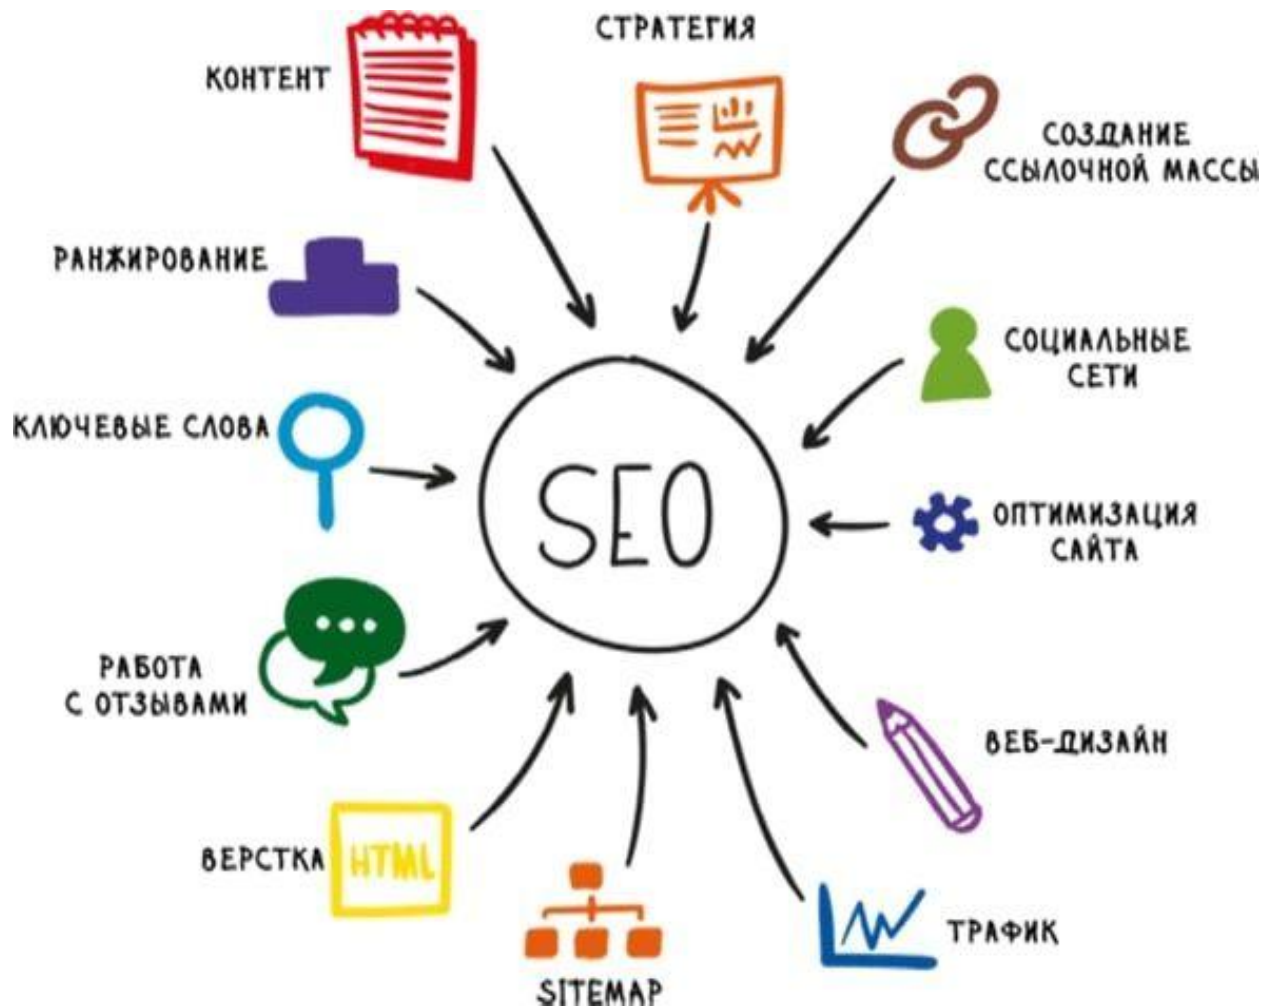 СТРАТЕГИЯ
КОНТЕНТ
СОЗДАНИЕ
ССЫЛОЧНОЙ МАССЫ
РАНЖИРОВАНИЕ
СОЦИАЛЬНЫЕ
СЕТИ
КЛЮЧЕВЫЕ СЛОВА
SEO
ОПТИМИЗАЦИЯ
САЙТА
РАБОТА
С ОТЗЫВАМИ
ВЕБ-ДИЗАЙН
ВЕРСТКА
HTML
ТРАФИК
SITEMAP